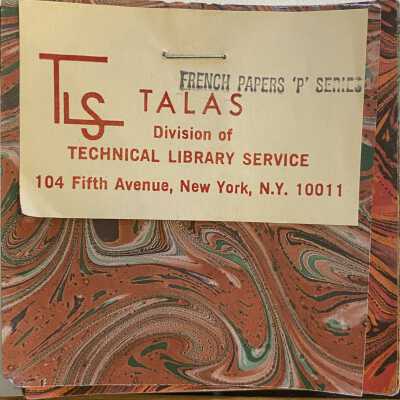 FRENCH PAPERS 'P' SERIES
TLS TALAS
Division of
TECHNICAL LIBRARY SERVICE
104 Fifth Avenue, New York, N.Y. 10011